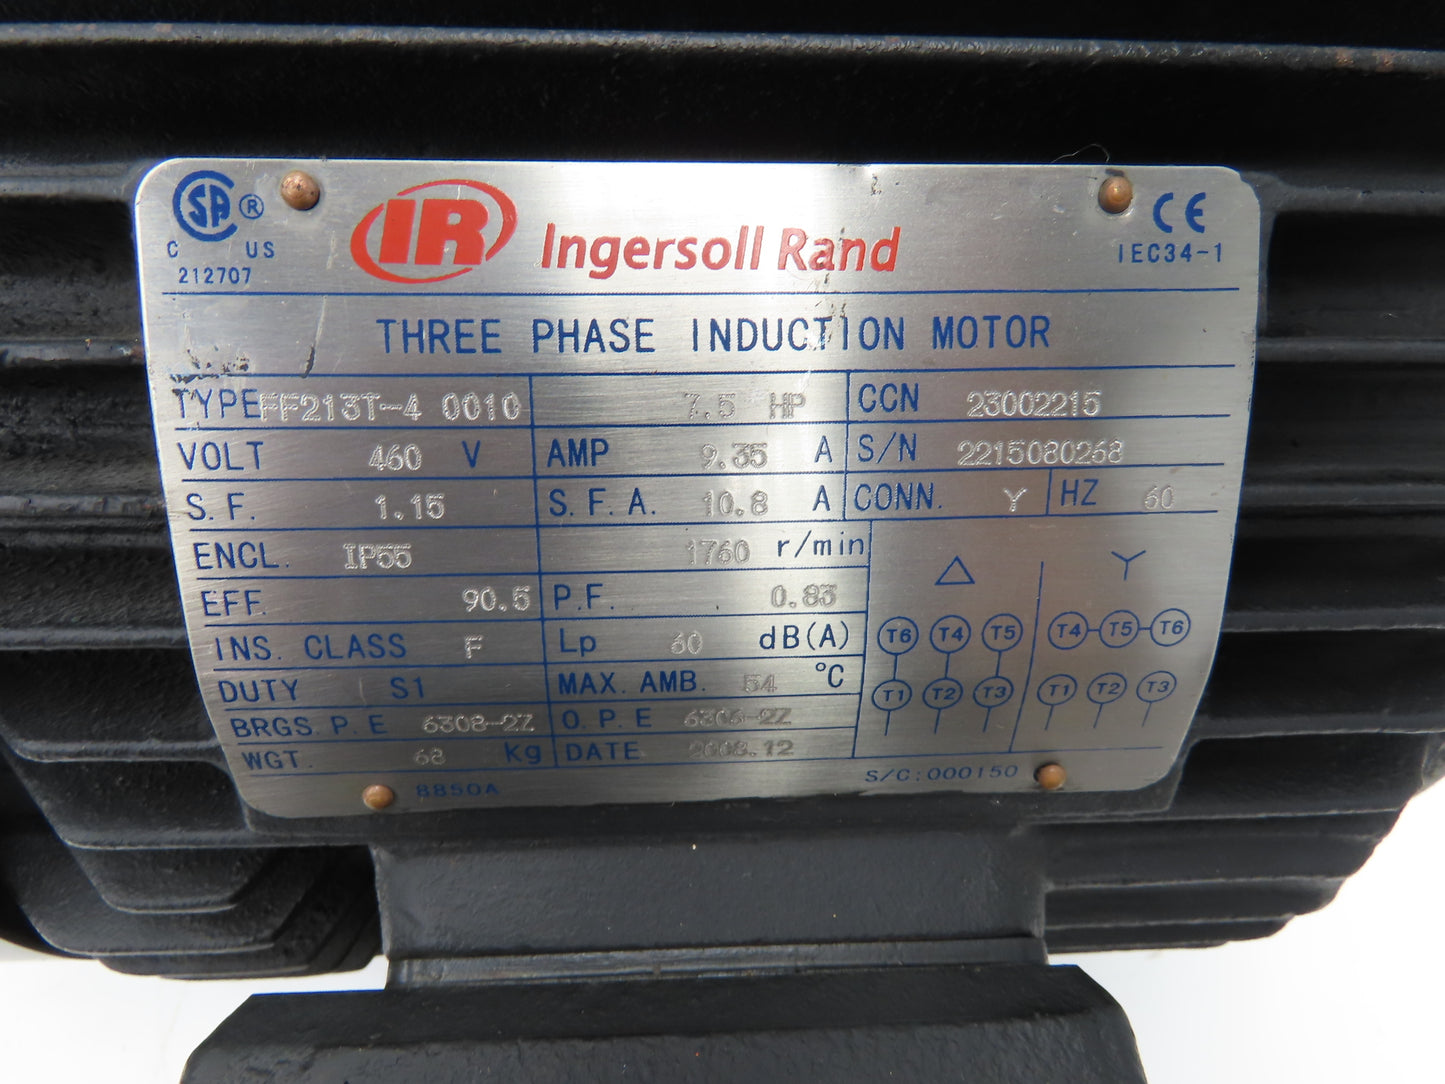 CSA ®
C US
212707
IR Ingersoll Rand
CE
IEC34-1
THREE PHASE INDUCTION MOTOR
TYPE FF213T-4 0010 7.5 HP CCN 23002215
VOLT 460 V AMP 9.35 A S/N 2215080268
S.F. 1.15 S.F.A. 10.8 A CONN. Y HZ 60
ENCL. IP55 1760 r/min
EFF. 90.5 P.F. 0.83
INS. CLASS F Lp 60 dB(A)
DUTY S1 MAX. AMB. 54 °C
BRGS. P.E 6308-2Z O.P.E 6306-2Z
WGT. 68 Kg DATE 2008.12
△ Y
T6 T4 T5 T4 T5 T6
T1 T2 T3 T1 T2 T3
8850A S/C:000150